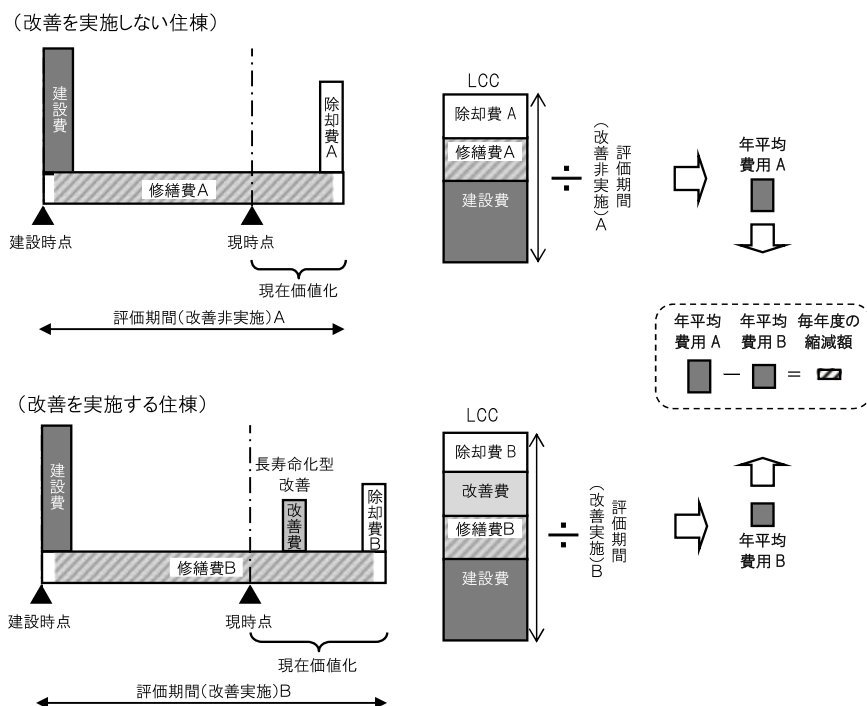 （改善を実施しない住棟）
建設費
除却費A
修繕費A
建設時点
現時点
現在価値化
評価期間（改善非実施）A
LCC
除却費A
修繕費A
建設費
÷
評価期間
（改善非実施）A
年平均
費用A
年平均
費用A
－
年平均
費用B
＝
毎年度の
縮減額
（改善を実施する住棟）
建設費
長寿命化型
改善
改善費
除却費B
修繕費B
建設時点
現時点
現在価値化
評価期間（改善実施）B
LCC
除却費B
改善費
修繕費B
建設費
÷
評価期間
（改善実施）B
年平均
費用B